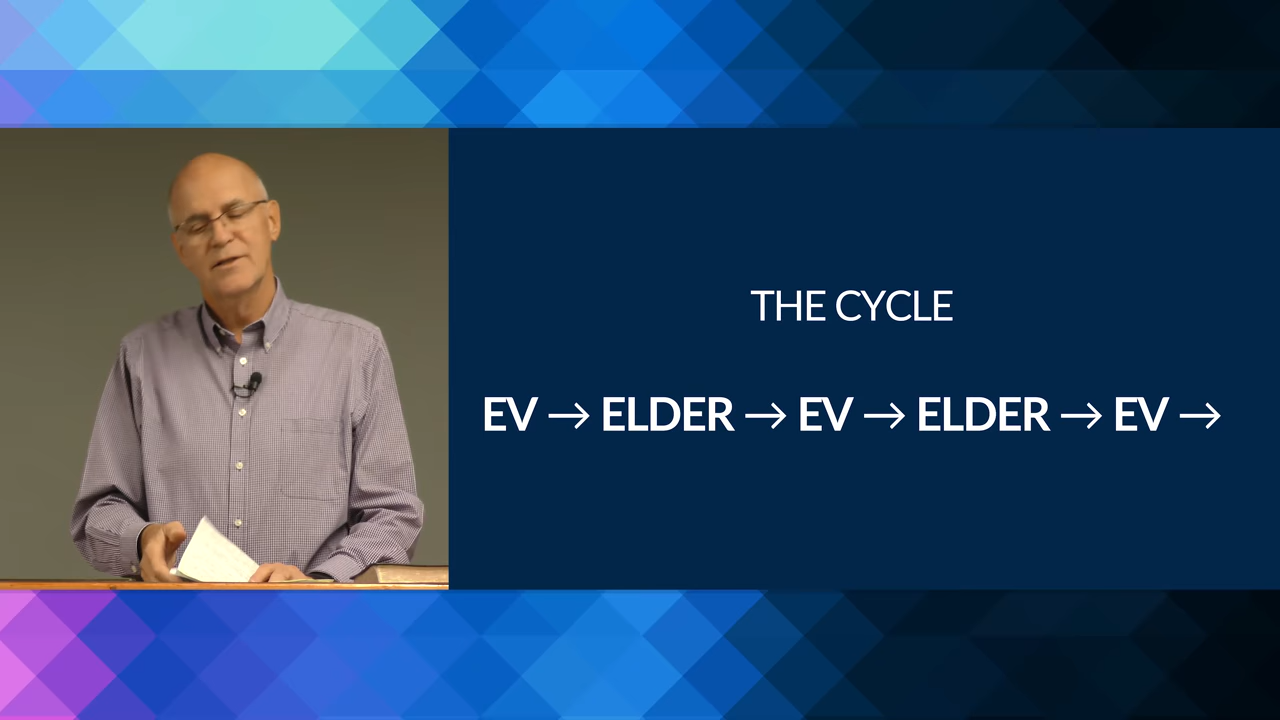 THE CYCLE
EV → ELDER → EV → ELDER → EV →